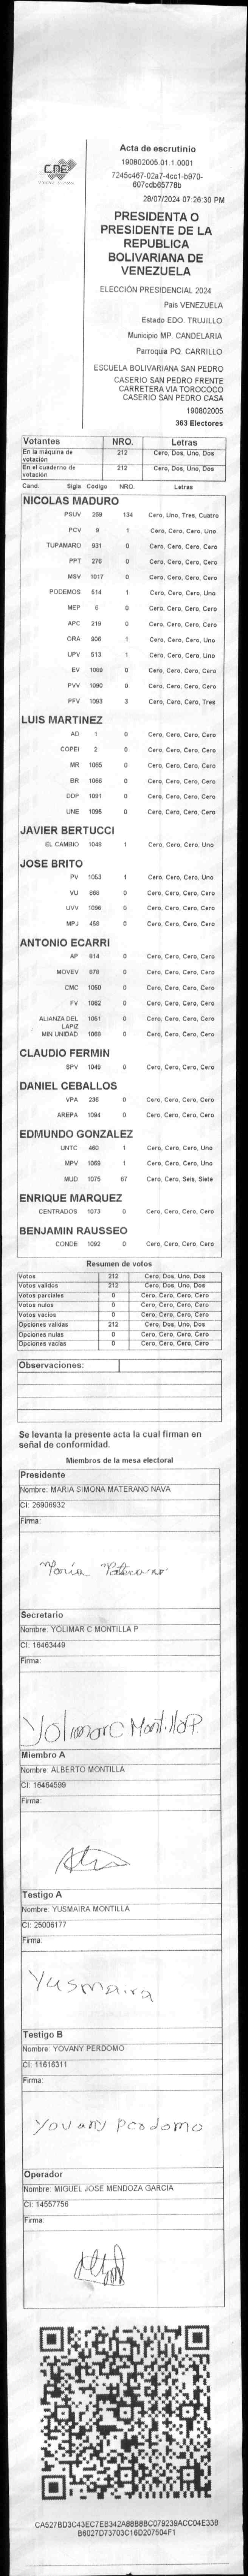 CNE
Acta de escrutinio
190802005.01.1.0001
7245c467-02a7-4cc1-b970-
607cdb65778b
28/07/2024 07:26:30 PM
PRESIDENTA O
PRESIDENTE DE LA
REPUBLICA
BOLIVARIANA DE
VENEZUELA
ELECCIÓN PRESIDENCIAL 2024
Pais VENEZUELA
Estado EDO. TRUJILLO
Municipio MP. CANDELARIA
Parroquia PQ. CARRILLO
ESCUELA BOLIVARIANA SAN PEDRO
CASERIO SAN PEDRO FRENTE
CARRETERA VIA TOROCOCO
CASERIO SAN PEDRO CASA
190802005
363 Electores
Votantes NRO. Letras
En la máquina de votación 212 Cero, Dos, Uno, Dos
En el cuaderno de votación 212 Cero, Dos, Uno, Dos
Cand. Sigla Codigo NRO. Letras
NICOLAS MADURO
PSUV 269 134 Cero, Uno, Tres, Cuatro
PCV 9 1 Cero, Cero, Cero, Uno
TUPAMARO 931 0 Cero, Cero, Cero, Cero
PPT 276 0 Cero, Cero, Cero, Cero
MSV 1017 0 Cero, Cero, Cero, Cero
PODEMOS 514 1 Cero, Cero, Cero, Uno
MEP 6 0 Cero, Cero, Cero, Cero
APC 219 0 Cero, Cero, Cero, Cero
ORA 906 1 Cero, Cero, Cero, Uno
UPV 513 1 Cero, Cero, Cero, Uno
EV 1089 0 Cero, Cero, Cero, Cero
PVV 1090 0 Cero, Cero, Cero, Cero
PFV 1093 3 Cero, Cero, Cero, Tres
LUIS MARTINEZ
AD 1 0 Cero, Cero, Cero, Cero
COPEI 2 0 Cero, Cero, Cero, Cero
MR 1065 0 Cero, Cero, Cero, Cero
BR 1066 0 Cero, Cero, Cero, Cero
DDP 1091 0 Cero, Cero, Cero, Cero
UNE 1095 0 Cero, Cero, Cero, Cero
JAVIER BERTUCCI
EL CAMBIO 1048 1 Cero, Cero, Cero, Uno
JOSE BRITO
PV 1053 1 Cero, Cero, Cero, Uno
VU 868 0 Cero, Cero, Cero, Cero
UVV 1096 0 Cero, Cero, Cero, Cero
MPJ 458 0 Cero, Cero, Cero, Cero
ANTONIO ECARRI
AP 914 0 Cero, Cero, Cero, Cero
MOVEV 978 0 Cero, Cero, Cero, Cero
CMC 1050 0 Cero, Cero, Cero, Cero
FV 1062 0 Cero, Cero, Cero, Cero
ALIANZA DEL LAPIZ 1061 0 Cero, Cero, Cero, Cero
MIN UNIDAD 1068 0 Cero, Cero, Cero, Cero
CLAUDIO FERMIN
SPV 1049 0 Cero, Cero, Cero, Cero
DANIEL CEBALLOS
VPA 236 0 Cero, Cero, Cero, Cero
AREPA 1094 0 Cero, Cero, Cero, Cero
EDMUNDO GONZALEZ
UNTC 460 1 Cero, Cero, Cero, Uno
MPV 1069 1 Cero, Cero, Cero, Uno
MUD 1075 67 Cero, Cero, Seis, Siete
ENRIQUE MARQUEZ
CENTRADOS 1073 0 Cero, Cero, Cero, Cero
BENJAMIN RAUSSEO
CONDE 1092 0 Cero, Cero, Cero, Cero
Resumen de votos
Votos 212 Cero, Dos, Uno, Dos
Votos validos 212 Cero, Dos, Uno, Dos
Votos parciales 0 Cero, Cero, Cero, Cero
Votos nulos 0 Cero, Cero, Cero, Cero
Votos vacios 0 Cero, Cero, Cero, Cero
Opciones validas 212 Cero, Dos, Uno, Dos
Opciones nulas 0 Cero, Cero, Cero, Cero
Opciones vacias 0 Cero, Cero, Cero, Cero
Observaciones:
Se levanta la presente acta la cual firman en
señal de conformidad.
Miembros de la mesa electoral
Presidente
Nombre: MARIA SIMONA MATERANO NAVA
CI: 26906932
Firma:
Maria Materano
Secretario
Nombre: YOLIMAR C MONTILLA P
CI: 16463449
Firma:
Yolimar C Montilla P.
Miembro A
Nombre: ALBERTO MONTILLA
CI: 16464599
Firma:
Testigo A
Nombre: YUSMAIRA MONTILLA
CI: 25006177
Firma:
Yusmaira
Testigo B
Nombre: YOVANY PERDOMO
CI: 11616311
Firma:
Yovany Perdomo
Operador
Nombre: MIGUEL JOSE MENDOZA GARCIA
CI: 14557756
Firma:
CA527BD3C43EC7EB342A88B8BC079239ACC04E33B
B6027D73703C16D207504F1